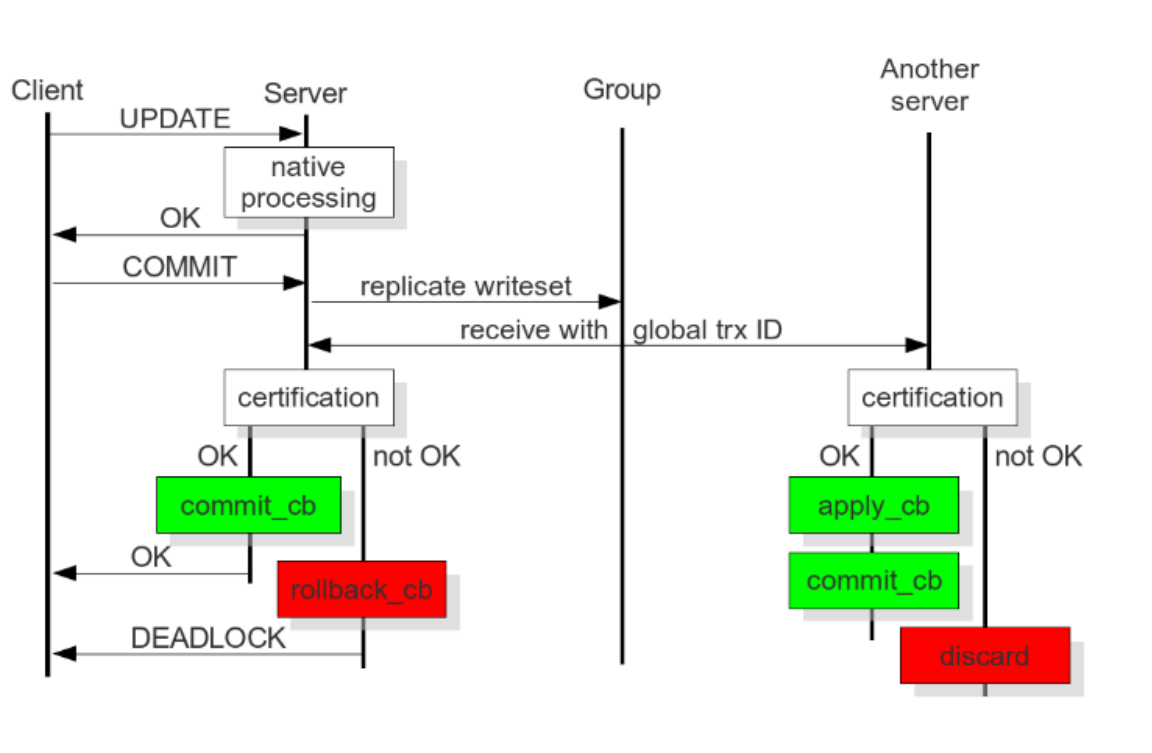 Client
Server
Group
Another
server
UPDATE
native
processing
OK
COMMIT
replicate writeset
receive with global trx ID
certification
certification
OK
not OK
OK
not OK
commit_cb
apply_cb
OK
rollback_cb
commit_cb
DEADLOCK
discard